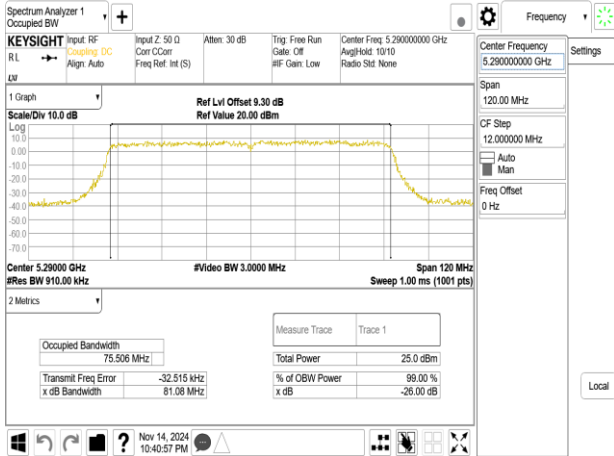 Spectrum Analyzer 1
Occupied BW
+
Frequency
KEYSIGHT
RL
LXI
Input: RF
Coupling: DC
Align: Auto
Input Z: 50 Ω
Corr CCorr
Freq Ref: Int (S)
Atten: 30 dB
Trig: Free Run
Gate: Off
#IF Gain: Low
Center Freq: 5.290000000 GHz
Avg|Hold: 10/10
Radio Std: None
Center Frequency
5.290000000 GHz
Settings
Span
120.00 MHz
CF Step
12.000000 MHz
Auto
Man
Freq Offset
0 Hz
Local
1 Graph
Scale/Div 10.0 dB
Ref Lvl Offset 9.30 dB
Ref Value 20.00 dBm
Log
10.0
0.00
-10.0
-20.0
-30.0
-40.0
-50.0
-60.0
-70.0
Center 5.29000 GHz
#Video BW 3.0000 MHz
Span 120 MHz
#Res BW 910.00 kHz
Sweep 1.00 ms (1001 pts)
2 Metrics
Measure Trace Trace 1
Occupied Bandwidth
75.506 MHz
Total Power 25.0 dBm
Transmit Freq Error -32.515 kHz
% of OBW Power 99.00 %
x dB Bandwidth 81.08 MHz
x dB -26.00 dB
?
Nov 14, 2024
10:40:57 PM